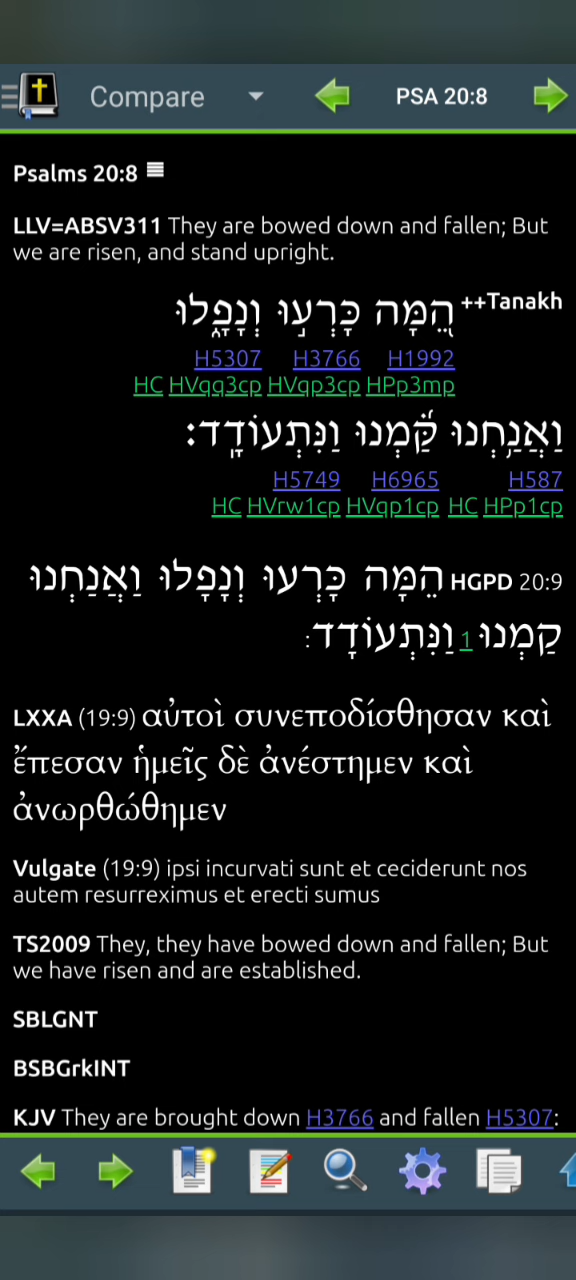 Compare
PSA 20:8
Psalms 20:8
LLV=ABSV311 They are bowed down and fallen; But
we are risen, and stand upright.
++Tanakh הֵ֭מָּה כָּרְע֣וּ וְנָפָ֑לוּ
H5307 H3766 H1992
HC HVqq3cp HVqp3cp HPp3mp
וַאֲנַ֥חְנוּ קַּ֝֗מְנוּ וַנִּתְעוֹדָֽד׃
H5749 H6965 H587
HC HVrw1cp HVqp1cp HC HPp1cp
HGPD 20:9 הֵמָּה כָּרְעוּ וְנָפָלוּ וַאֲנַחְנוּ
קַמְנוּ 1 וַנִּתְעוֹדָד:
LXXA (19:9) αὐτοὶ συνεποδίσθησαν καὶ
ἔπεσαν ἡμεῖς δὲ ἀνέστημεν καὶ
ἀνωρθώθημεν
Vulgate (19:9) ipsi incurvati sunt et ceciderunt nos
autem resurreximus et erecti sumus
TS2009 They, they have bowed down and fallen; But
we have risen and are established.
SBLGNT
BSBGrkINT
KJV They are brought down H3766 and fallen H5307: